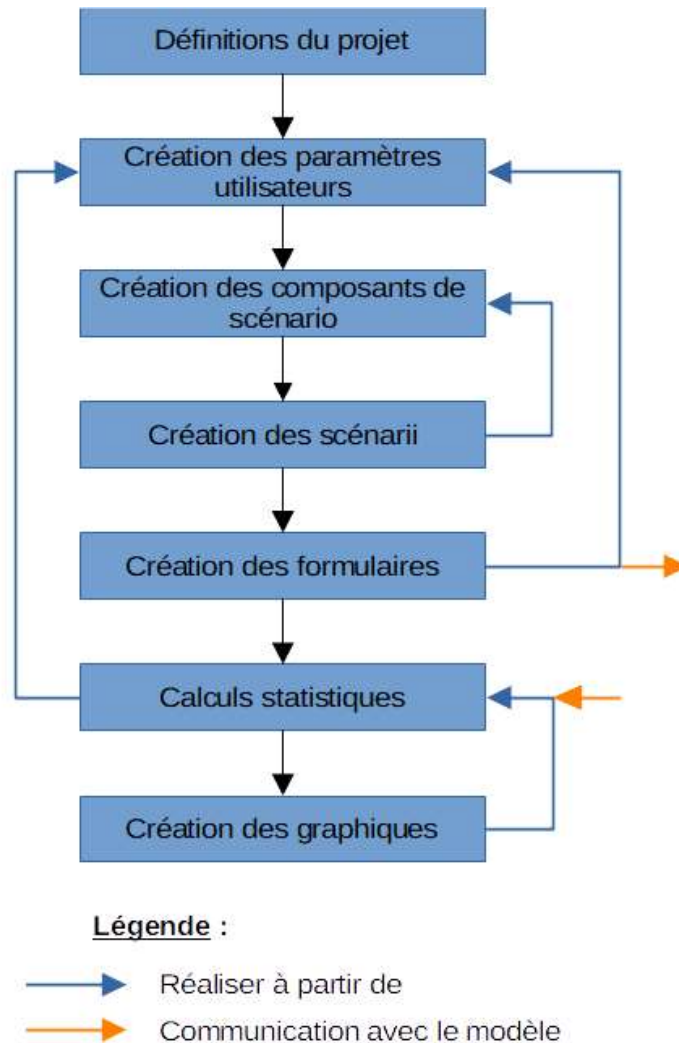 Définitions du projet
Création des paramètres
utilisateurs
Création des composants de
scénario
Création des scénarii
Création des formulaires
Calculs statistiques
Création des graphiques
Légende :
Réaliser à partir de
Communication avec le modèle